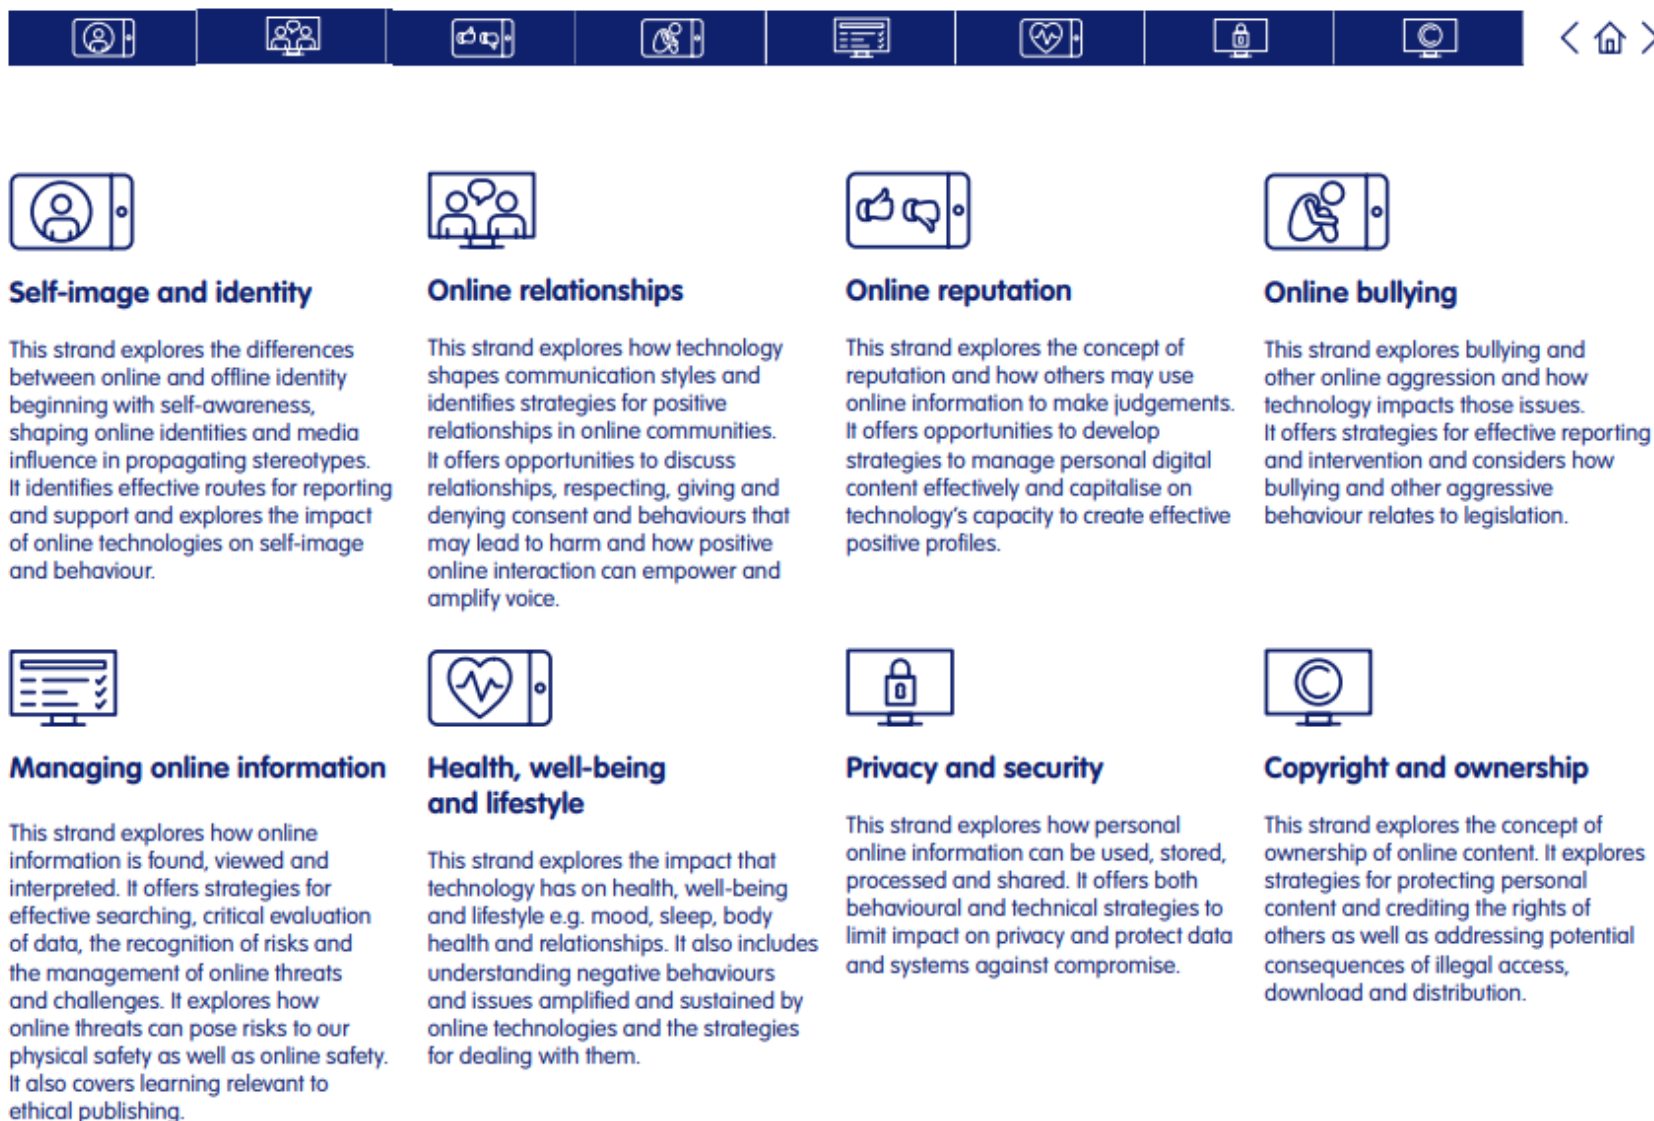 Self-image and identity
This strand explores the differences
between online and offline identity
beginning with self-awareness,
shaping online identities and media
influence in propagating stereotypes.
It identifies effective routes for reporting
and support and explores the impact
of online technologies on self-image
and behaviour.
Online relationships
This strand explores how technology
shapes communication styles and
identifies strategies for positive
relationships in online communities.
It offers opportunities to discuss
relationships, respecting, giving and
denying consent and behaviours that
may lead to harm and how positive
online interaction can empower and
amplify voice.
Online reputation
This strand explores the concept of
reputation and how others may use
online information to make judgements.
It offers opportunities to develop
strategies to manage personal digital
content effectively and capitalise on
technology's capacity to create effective
positive profiles.
Online bullying
This strand explores bullying and
other online aggression and how
technology impacts those issues.
It offers strategies for effective reporting
and intervention and considers how
bullying and other aggressive
behaviour relates to legislation.
Managing online information
This strand explores how online
information is found, viewed and
interpreted. It offers strategies for
effective searching, critical evaluation
of data, the recognition of risks and
the management of online threats
and challenges. It explores how
online threats can pose risks to our
physical safety as well as online safety.
It also covers learning relevant to
ethical publishing.
Health, well-being
and lifestyle
This strand explores the impact that
technology has on health, well-being
and lifestyle e.g. mood, sleep, body
health and relationships. It also includes
understanding negative behaviours
and issues amplified and sustained by
online technologies and the strategies
for dealing with them.
Privacy and security
This strand explores how personal
online information can be used, stored,
processed and shared. It offers both
behavioural and technical strategies to
limit impact on privacy and protect data
and systems against compromise.
Copyright and ownership
This strand explores the concept of
ownership of online content. It explores
strategies for protecting personal
content and crediting the rights of
others as well as addressing potential
consequences of illegal access,
download and distribution.